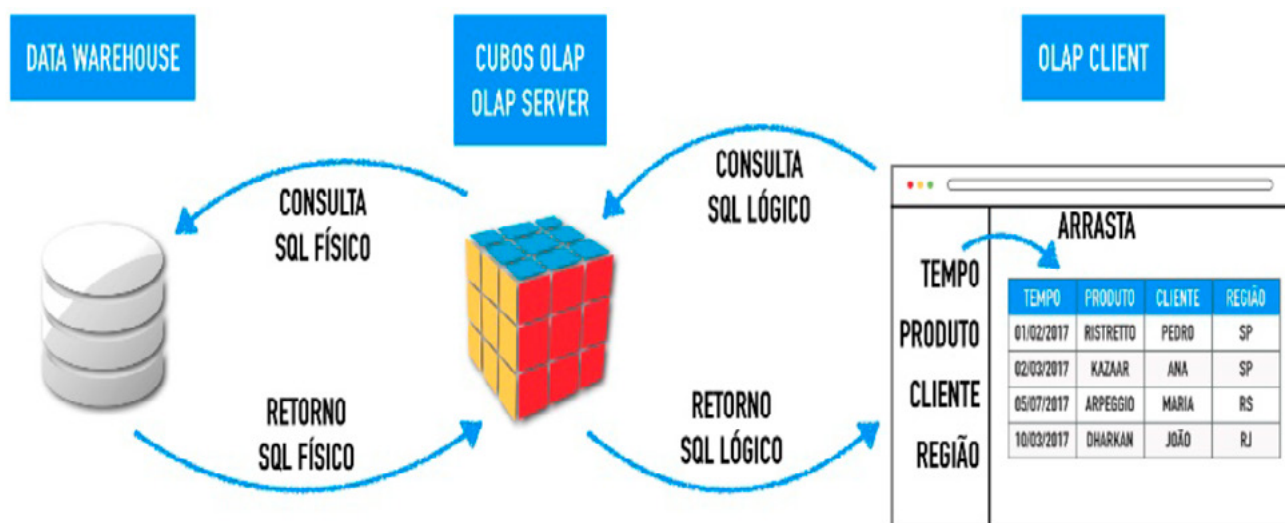 DATA WAREHOUSE
CUBOS OLAP
OLAP SERVER
OLAP CLIENT
CONSULTA
SQL FÍSICO
CONSULTA
SQL LÓGICO
RETORNO
SQL FÍSICO
RETORNO
SQL LÓGICO
ARRASTA
TEMPO
PRODUTO
CLIENTE
REGIÃO
TEMPO PRODUTO CLIENTE REGIÃO
01/02/2017 RISTRETTO PEDRO SP
02/03/2017 KAZAAR ANA SP
05/07/2017 ARPEGGIO MARIA RS
10/03/2017 DHARKAN JOÃO RJ